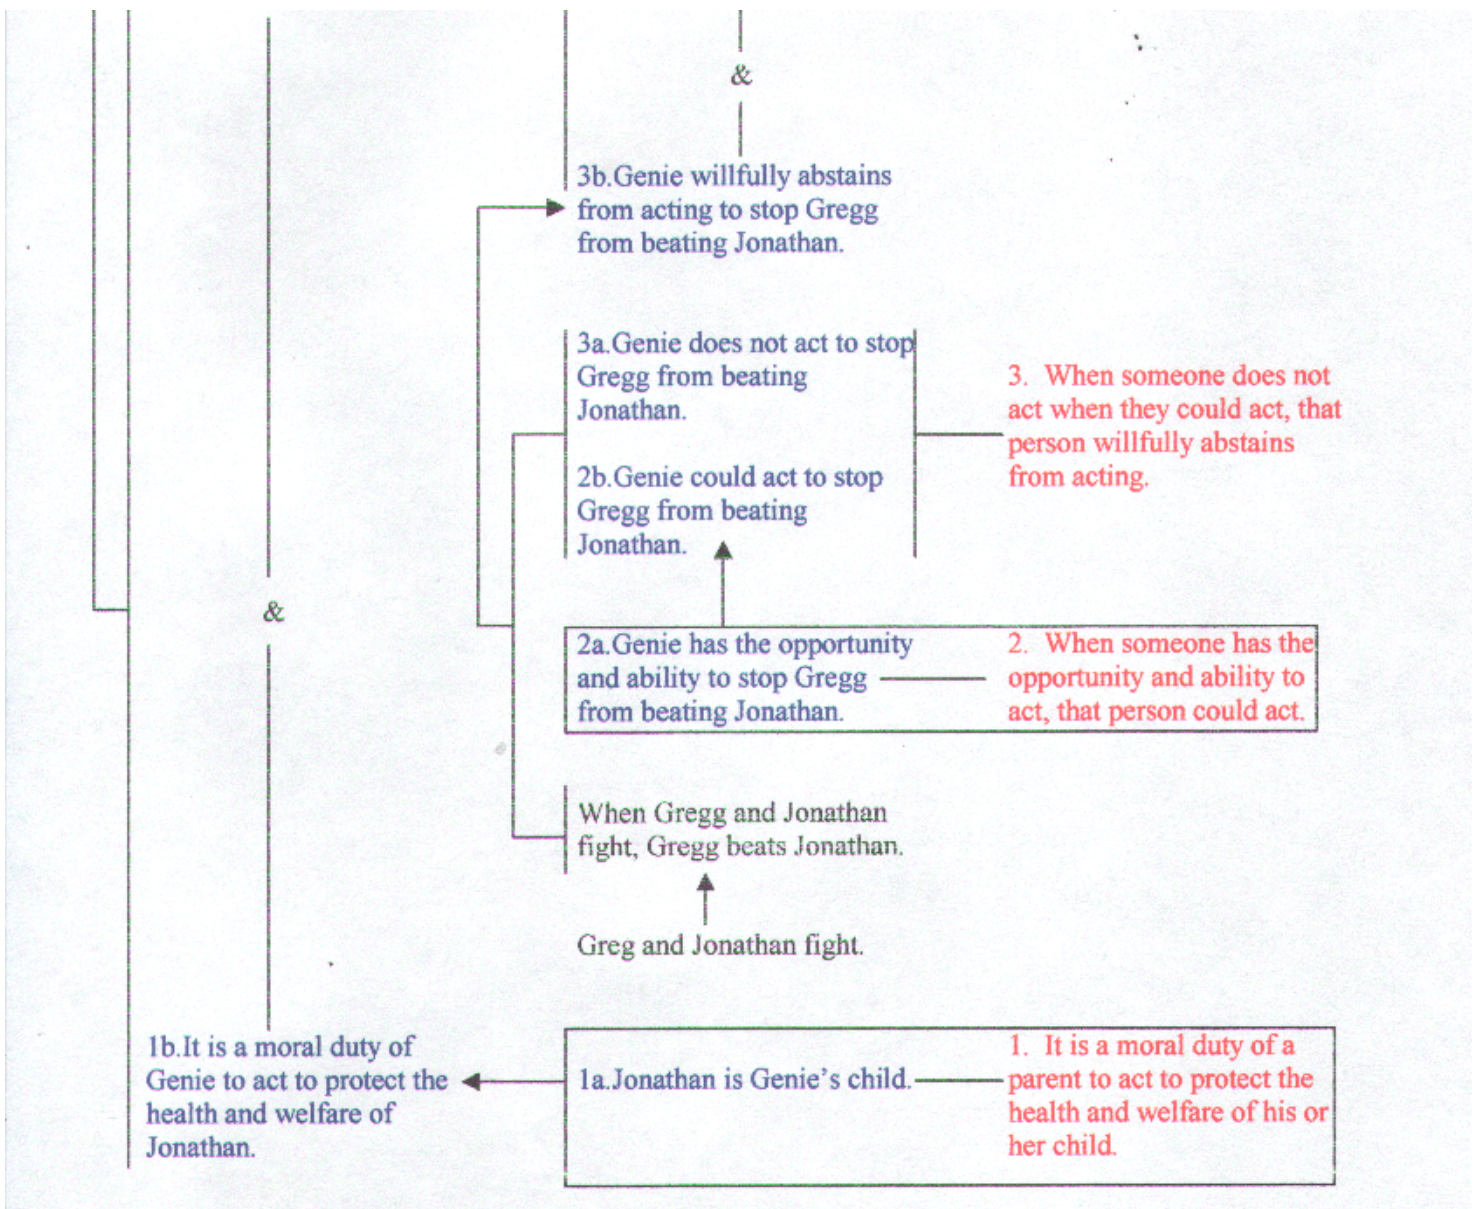 &
3b.Genie willfully abstains
from acting to stop Gregg
from beating Jonathan.
3a.Genie does not act to stop
Gregg from beating
Jonathan.
3. When someone does not
act when they could act, that
person willfully abstains
from acting.
2b.Genie could act to stop
Gregg from beating
Jonathan.
&
2a.Genie has the opportunity
and ability to stop Gregg
from beating Jonathan.
2. When someone has the
opportunity and ability to
act, that person could act.
When Gregg and Jonathan
fight, Gregg beats Jonathan.
Greg and Jonathan fight.
1b.It is a moral duty of
Genie to act to protect the
health and welfare of
Jonathan.
1a.Jonathan is Genie's child.
1. It is a moral duty of a
parent to act to protect the
health and welfare of his or
her child.